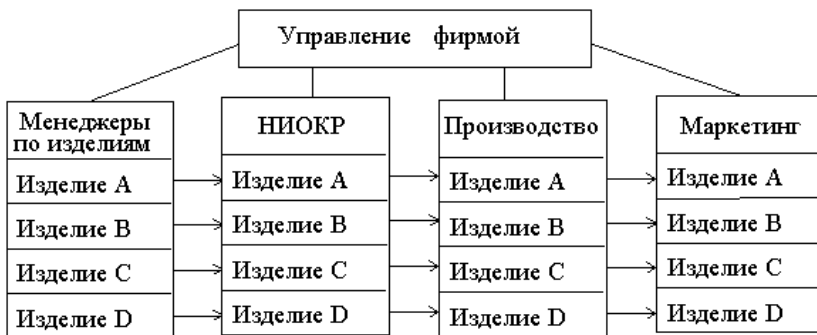 Управление фирмой
Менеджеры
по изделиям
НИОКР
Производство
Маркетинг
Изделие A
Изделие A
Изделие A
Изделие A
Изделие B
Изделие B
Изделие B
Изделие B
Изделие C
Изделие C
Изделие C
Изделие C
Изделие D
Изделие D
Изделие D
Изделие D